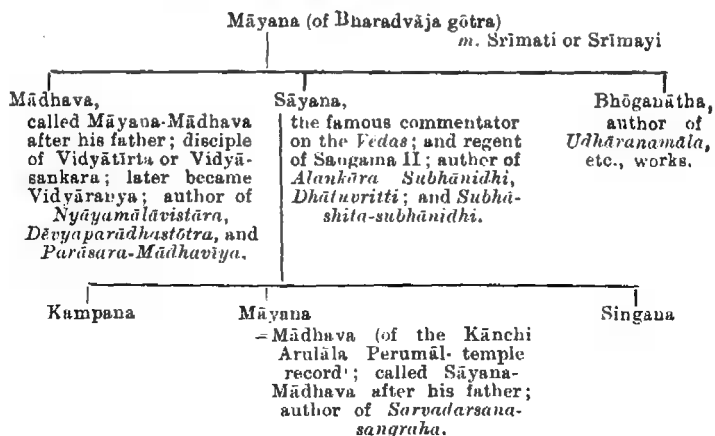 Māyana (of Bharadvāja gōtra)
m. Srīmati or Srīmayi
Mādhava,
called Māyana-Mādhava
after his father; disciple
of Vidyātīrta or Vidyā-
sankara; later became
Vidyāranya; author of
Nyāyamālāvistāra,
Dēvyaparādhastōtra, and
Parāsara-Mādhavīya.
Sāyana,
the famous commentator
on the Vedas; and regent
of Sangama II; author of
Alankāra Subhānidhi,
Dhātuvritti; and Subhā-
shita-subhānidhi.
Bhōganātha,
author of
Udhāranamāla,
etc., works.
Kampana
Māyana
=Mādhava (of the Kānchi
Arulāla Perumāl- temple
record'; called Sāyana-
Mādhava after his father;
author of Sarvadarsana-
sangraha.
Singana